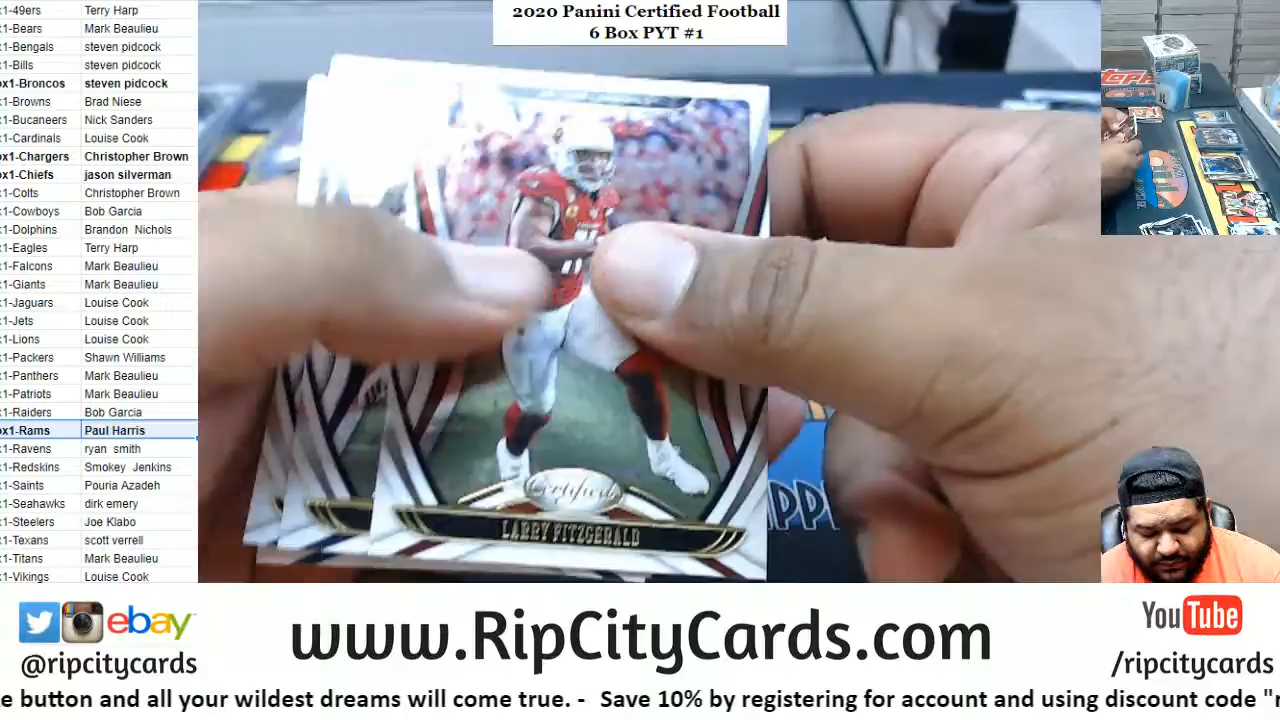 2020 Panini Certified Football
6 Box PYT #1
x1-49ers Terry Harp
x1-Bears Mark Beaulieu
x1-Bengals steven pidcock
x1-Bills steven pidcock
ox1-Broncos steven pidcock
x1-Browns Brad Niese
x1-Bucaneers Nick Sanders
x1-Cardinals Louise Cook
ox1-Chargers Christopher Brown
ox1-Chiefs jason silverman
x1-Colts Christopher Brown
x1-Cowboys Bob Garcia
x1-Dolphins Brandon Nichols
x1-Eagles Terry Harp
x1-Falcons Mark Beaulieu
x1-Giants Mark Beaulieu
x1-Jaguars Louise Cook
x1-Jets Louise Cook
x1-Lions Louise Cook
x1-Packers Shawn Williams
x1-Panthers Mark Beaulieu
x1-Patriots Mark Beaulieu
x1-Raiders Bob Garcia
ox1-Rams Paul Harris
x1-Ravens ryan smith
x1-Redskins Smokey Jenkins
x1-Saints Pouria Azadeh
x1-Seahawks dirk emery
x1-Steelers Joe Klabo
x1-Texans scott verrell
x1-Titans Mark Beaulieu
x1-Vikings Louise Cook
Certified
LARRY FITZGERALD
ebay
@ripcitycards
www.RipCityCards.com
YouTube
/ripcitycards
e button and all your wildest dreams will come true. - Save 10% by registering for account and using discount code "r